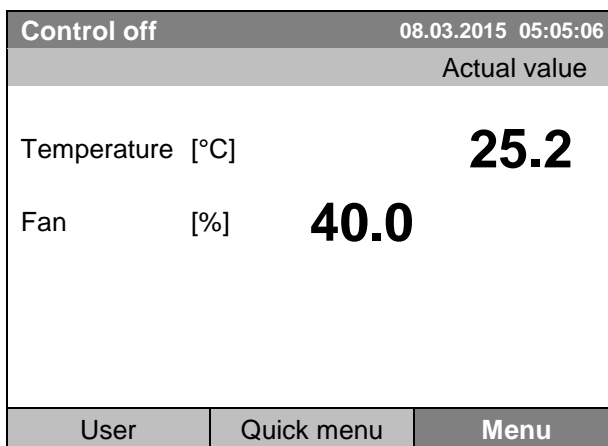 Control off 08.03.2015 05:05:06
Actual value
Temperature [°C] 25.2
Fan [%] 40.0
User Quick menu Menu